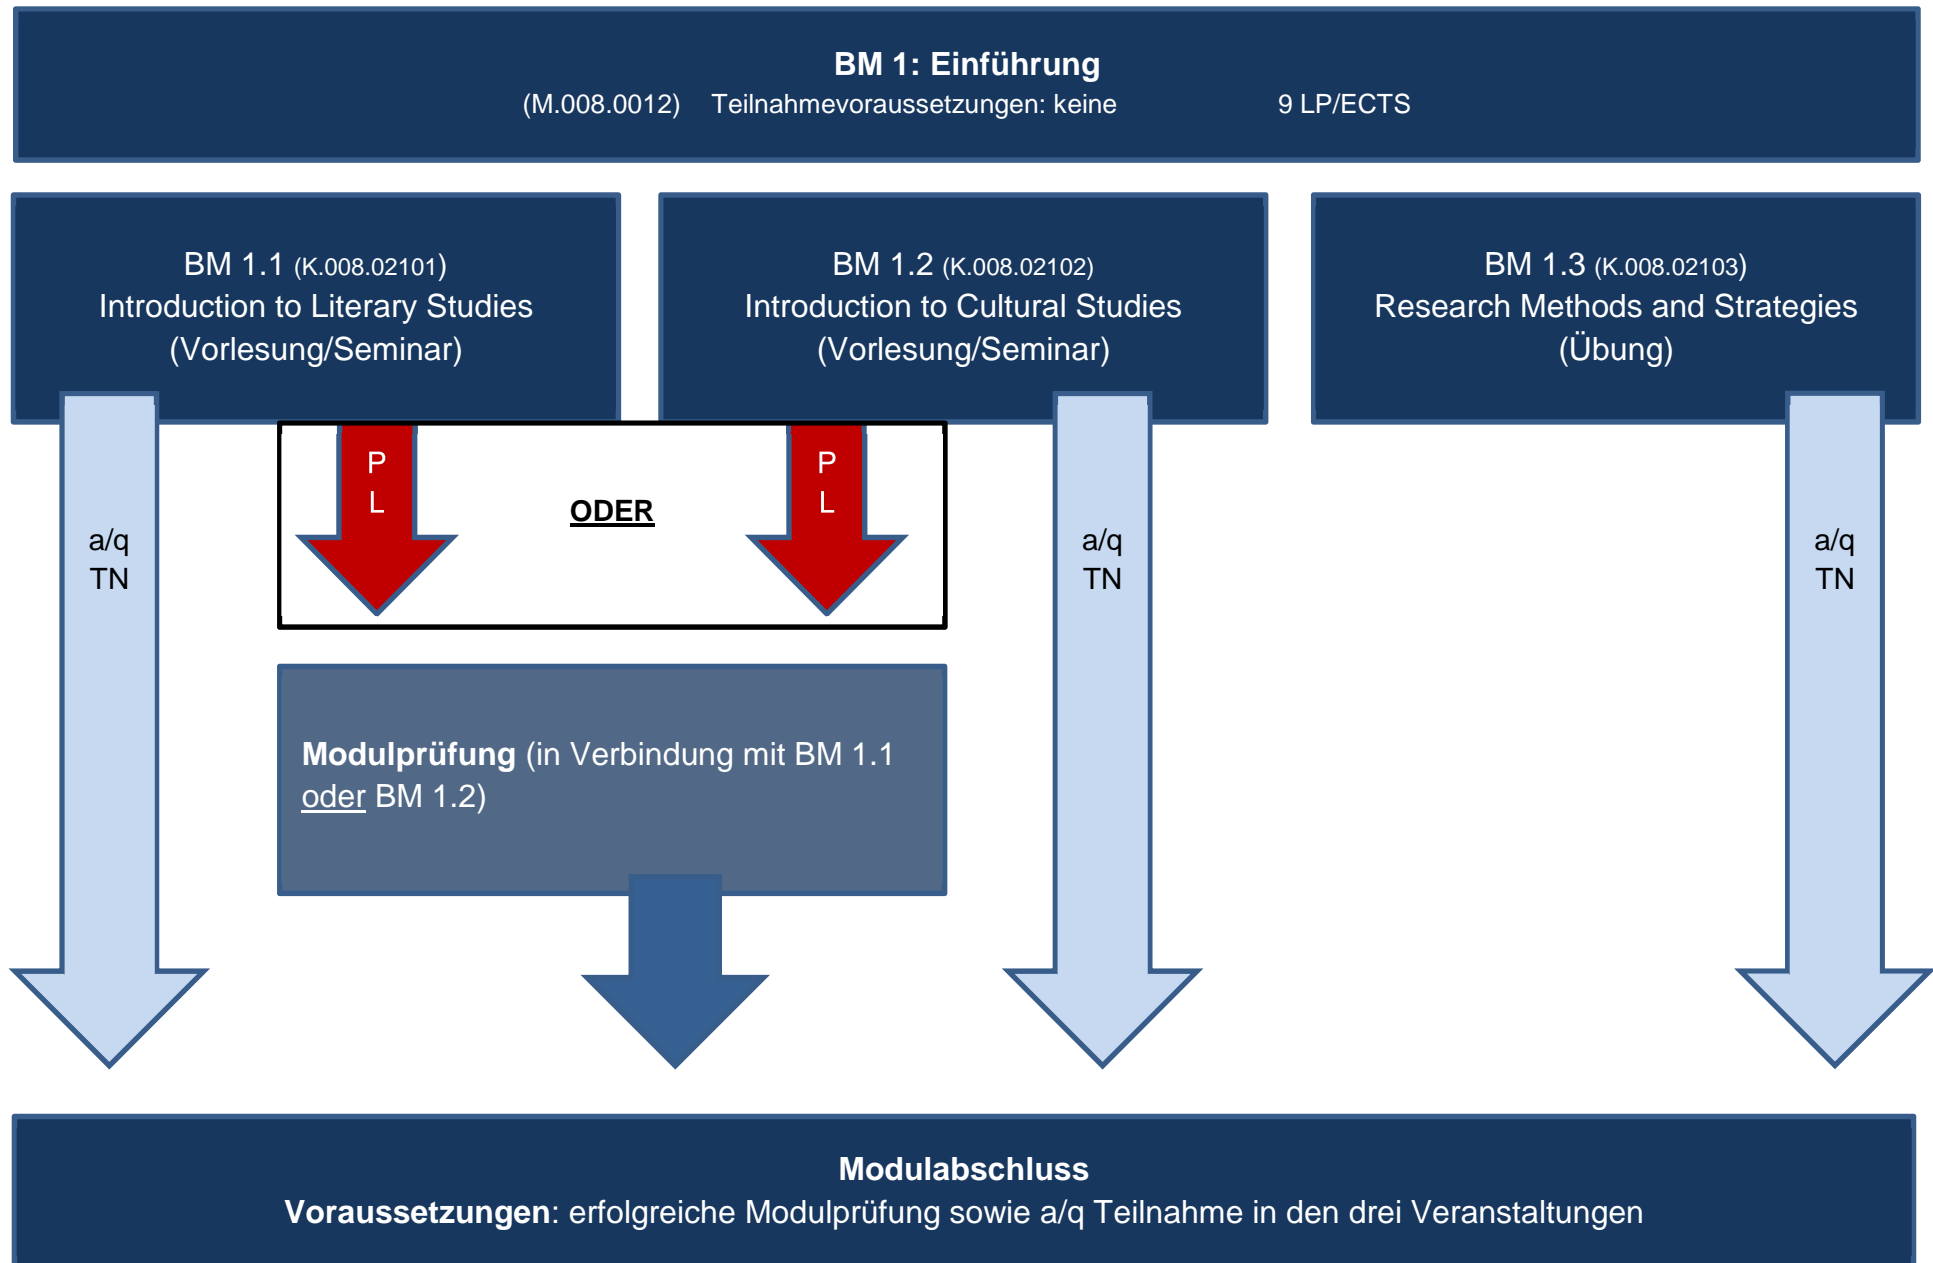 BM 1: Einführung
(M.008.0012) Teilnahmevoraussetzungen: keine 9 LP/ECTS
BM 1.1 (K.008.02101)
Introduction to Literary Studies
(Vorlesung/Seminar)
BM 1.2 (K.008.02102)
Introduction to Cultural Studies
(Vorlesung/Seminar)
BM 1.3 (K.008.02103)
Research Methods and Strategies
(Übung)
a/q
TN
P
L
ODER
P
L
a/q
TN
a/q
TN
Modulprüfung (in Verbindung mit BM 1.1
oder BM 1.2)
Modulabschluss
Voraussetzungen: erfolgreiche Modulprüfung sowie a/q Teilnahme in den drei Veranstaltungen